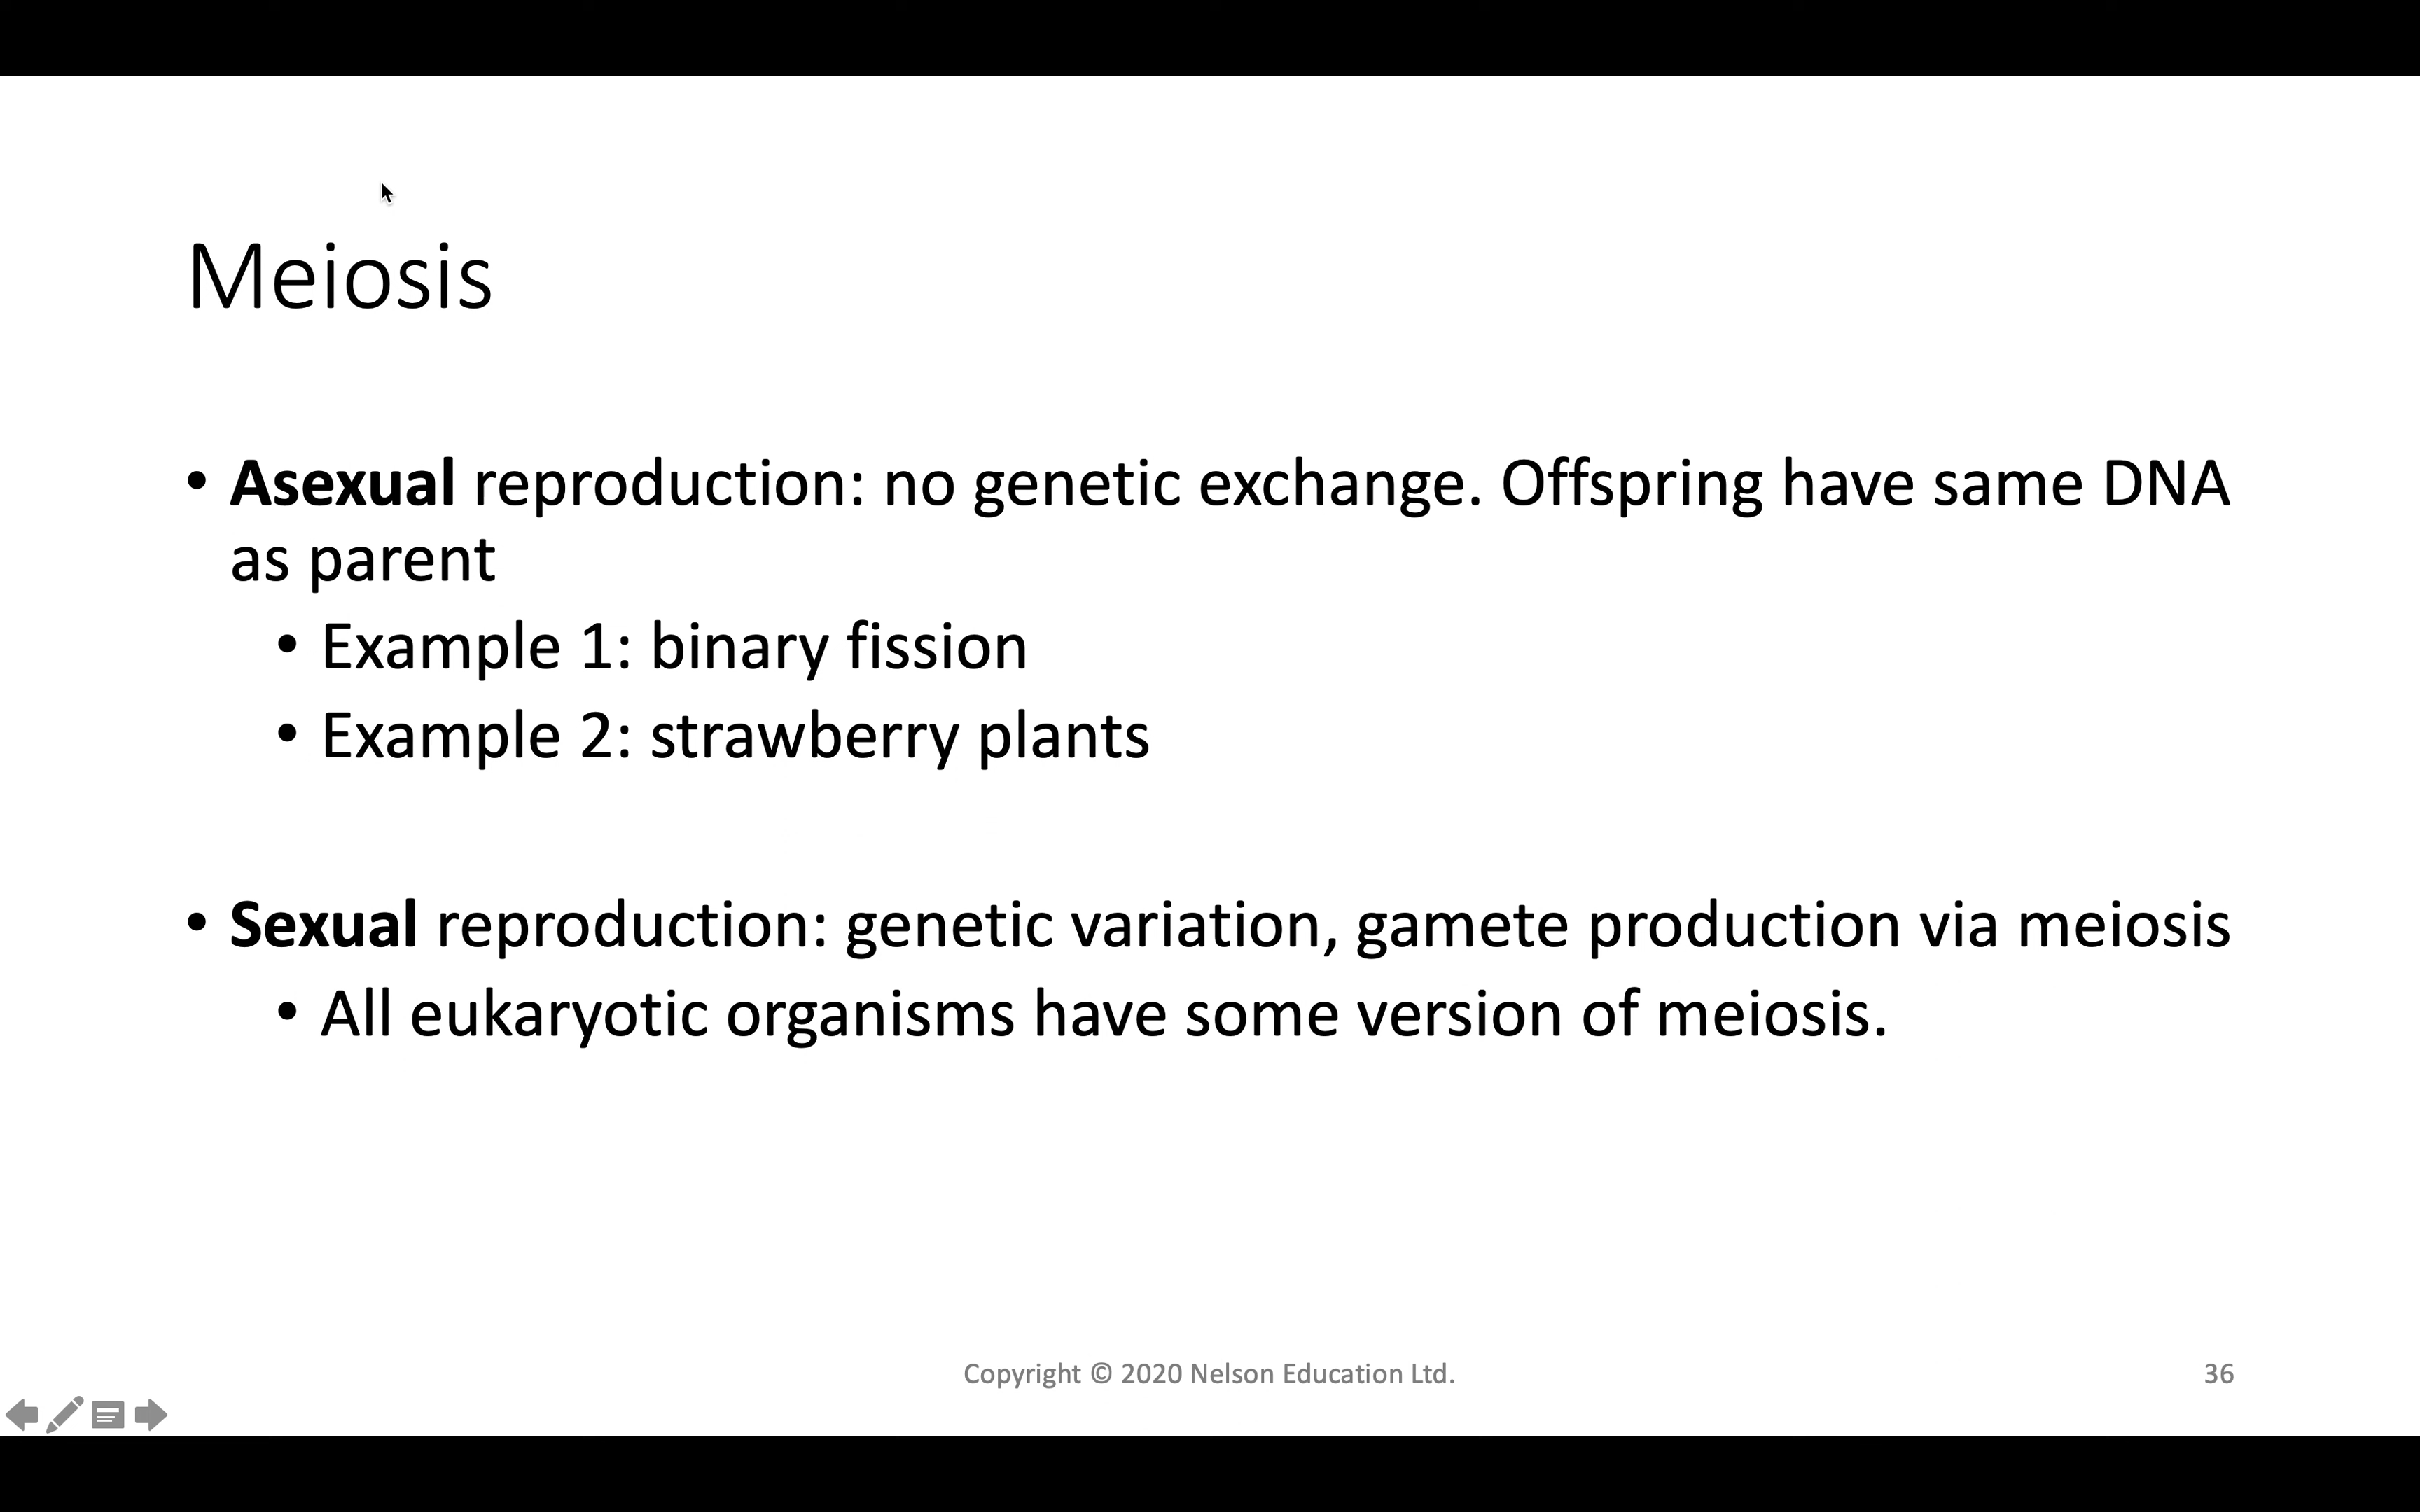 Meiosis
• Asexual reproduction: no genetic exchange. Offspring have same DNA
as parent
• Example 1: binary fission
• Example 2: strawberry plants
• Sexual reproduction: genetic variation, gamete production via meiosis
• All eukaryotic organisms have some version of meiosis.
Copyright © 2020 Nelson Education Ltd.
36